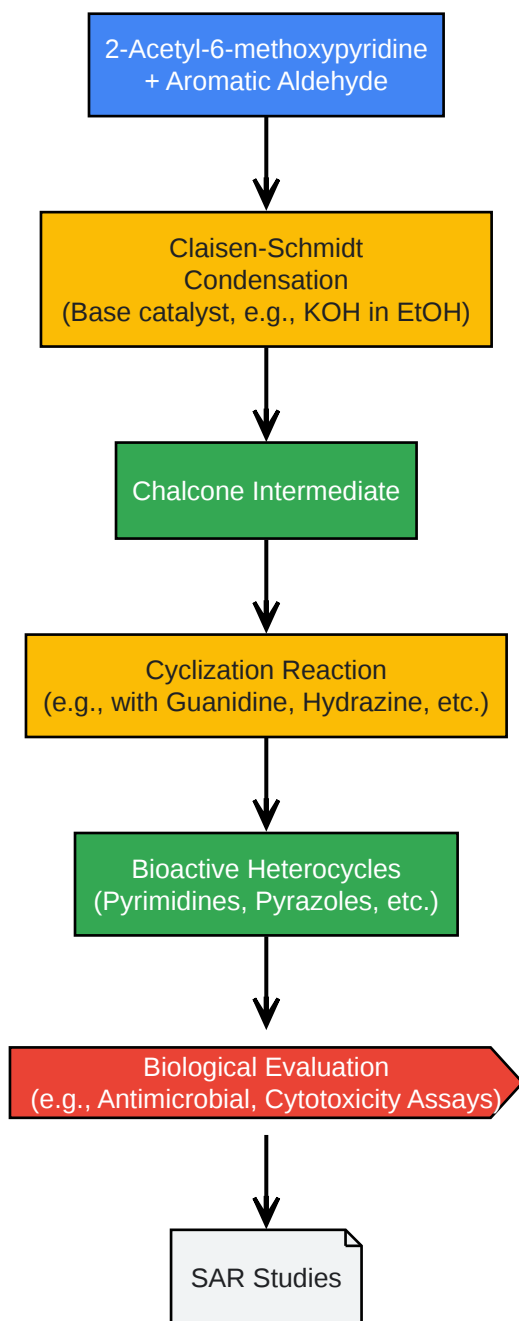 2-Acetyl-6-methoxypyridine
+ Aromatic Aldehyde
Claisen-Schmidt
Condensation
(Base catalyst, e.g., KOH in EtOH)
Chalcone Intermediate
Cyclization Reaction
(e.g., with Guanidine, Hydrazine, etc.)
Bioactive Heterocycles
(Pyrimidines, Pyrazoles, etc.)
Biological Evaluation
(e.g., Antimicrobial, Cytotoxicity Assays)
SAR Studies